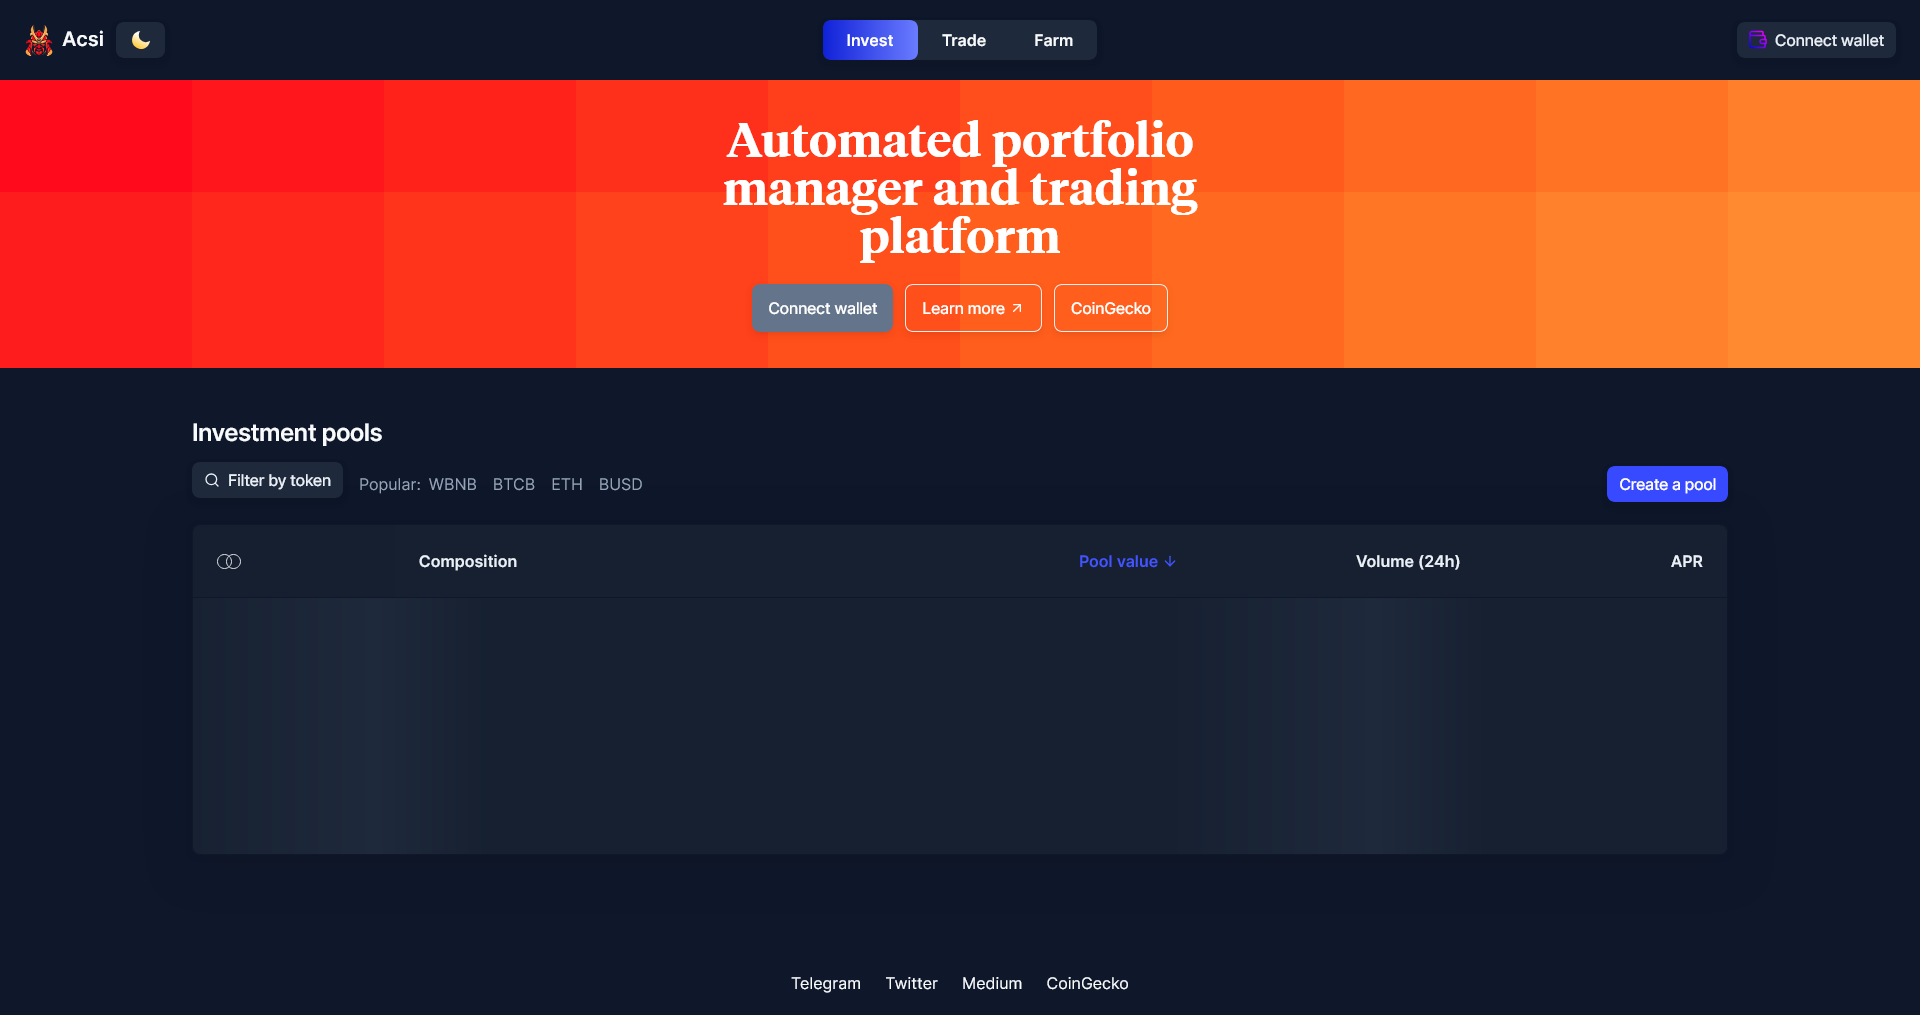 Acsi
Invest Trade Farm
Connect wallet
Automated portfolio
manager and trading
platform
Connect wallet Learn more CoinGecko
Investment pools
Filter by token Popular: WBNB BTCB ETH BUSD
Create a pool
Composition Pool value Volume (24h) APR
Telegram Twitter Medium CoinGecko